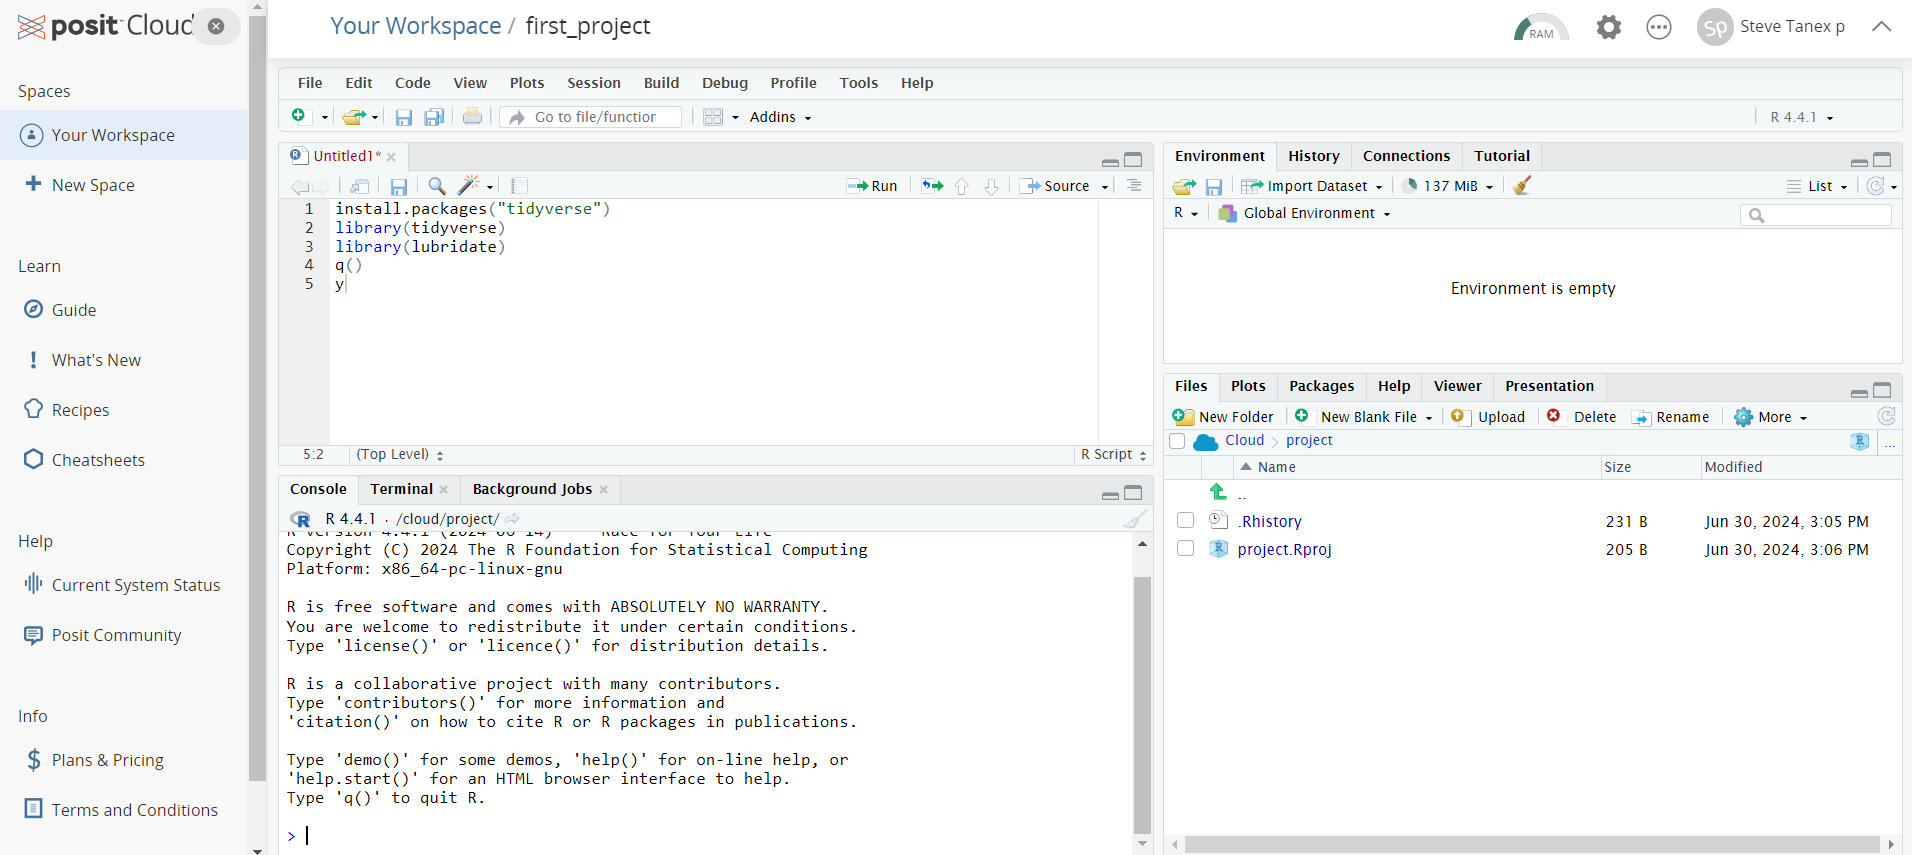 posit Cloud
Spaces
Your Workspace
New Space
Learn
Guide
What's New
Recipes
Cheatsheets
Help
Current System Status
Posit Community
Info
Plans & Pricing
Terms and Conditions
Your Workspace / first_project
RAM
Sp
Steve Tanex p
File Edit Code View Plots Session Build Debug Profile Tools Help
Go to file/function
Addins
R 4.4.1
Untitled1*
Run
Source
1 install.packages("tidyverse")
2 library(tidyverse)
3 library(lubridate)
4 q()
5 y
5:2 (Top Level)
R Script
Console Terminal Background Jobs
R 4.4.1 · /cloud/project/
R version 4.4.1 (2024-06-14) -- "Race for Your Life"
Copyright (C) 2024 The R Foundation for Statistical Computing
Platform: x86_64-pc-linux-gnu
R is free software and comes with ABSOLUTELY NO WARRANTY.
You are welcome to redistribute it under certain conditions.
Type 'license()' or 'licence()' for distribution details.
R is a collaborative project with many contributors.
Type 'contributors()' for more information and
'citation()' on how to cite R or R packages in publications.
Type 'demo()' for some demos, 'help()' for on-line help, or
'help.start()' for an HTML browser interface to help.
Type 'q()' to quit R.
>
Environment History Connections Tutorial
Import Dataset
137 MiB
List
R
Global Environment
Environment is empty
Files Plots Packages Help Viewer Presentation
New Folder New Blank File Upload Delete Rename More
Cloud project
...
Name Size Modified
..
.Rhistory 231 B Jun 30, 2024, 3:05 PM
project.Rproj 205 B Jun 30, 2024, 3:06 PM